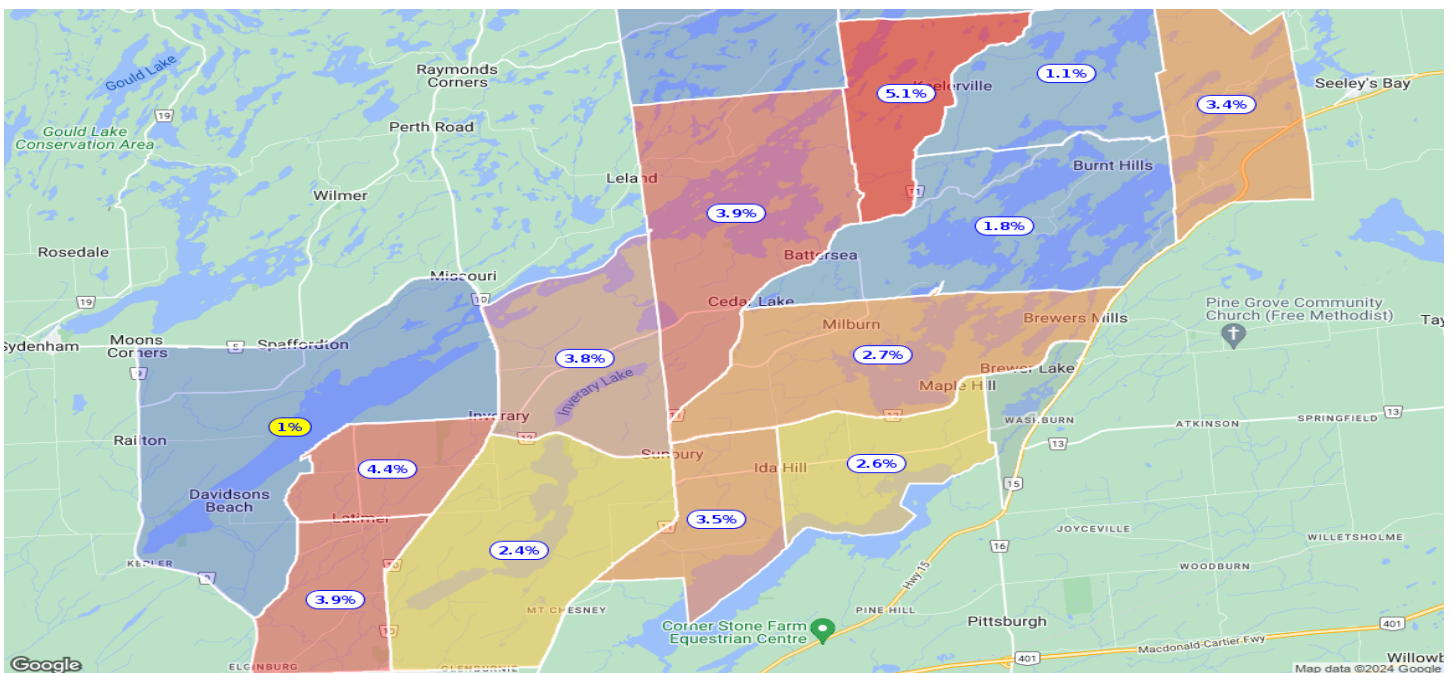 Gould Lake
19
Gould Lake
Conservation Area
Raymonds
Corners
Perth Road
Wilmer
Leland
Rosedale
19
Missouri
10
Sydenham
Moons
Corners
5
Spaffordton
9
Railton
1%
Davidsons
Beach
KEPLER
9
Inverary
4.4%
Latimer
10
3.9%
10
ELGINBURG
GLENBURNIE
2.4%
MT CHESNEY
12
3.8%
Inverary Lake
Sunbury
11
11
3.9%
Battersea
Cedar Lake
5.1%
Keelerville
11
1.1%
Burnt Hills
1.8%
3.4%
Seeley's Bay
Milburn
2.7%
Brewers Mills
Brewer Lake
Maple Hill
12
Ida Hill
2.6%
3.5%
WASHBURN
13
15
16
Pine Grove Community
Church (Free Methodist)
ATKINSON
SPRINGFIELD
13
JOYCEVILLE
WILLETSHOLME
WOODBURN
Hwy 15
PINE HILL
Pittsburgh
Corner Stone Farm
Equestrian Centre
401
Macdonald-Cartier Fwy
401
Google
Map data ©2024 Google